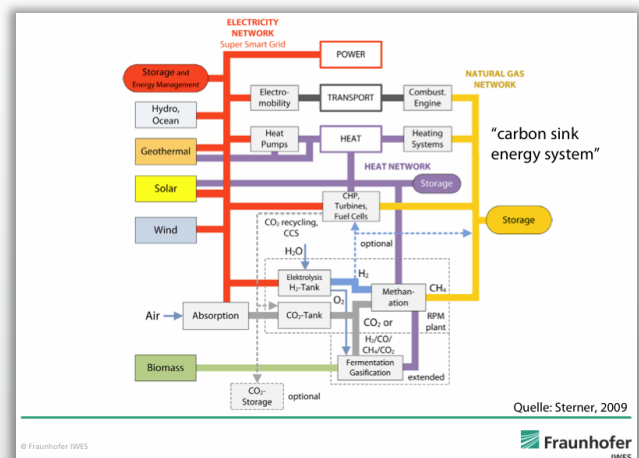 ELECTRICITY
NETWORK
Super Smart Grid
POWER
Storage and
Energy Management
NATURAL GAS
NETWORK
Electro-
mobility
TRANSPORT
Combust.
Engine
Hydro,
Ocean
Heat
Pumps
HEAT
Heating
Systems
"carbon sink
energy system"
Geothermal
HEAT NETWORK
Solar
Storage
CHP,
Turbines,
Fuel Cells
Storage
Wind
CO2 recycling,
CCS
optional
H2O
H2
Elektrolysis
H2-Tank
CH4
Methan-
ation
O2
Air
Absorption
CO2-Tank
CO2 or
RPM
plant
H2/CO/
CH4/CO2
Biomass
Fermentation
Gasification
extended
CO2-
Storage
optional
Quelle: Sterner, 2009
© Fraunhofer IWES
Fraunhofer
IWES